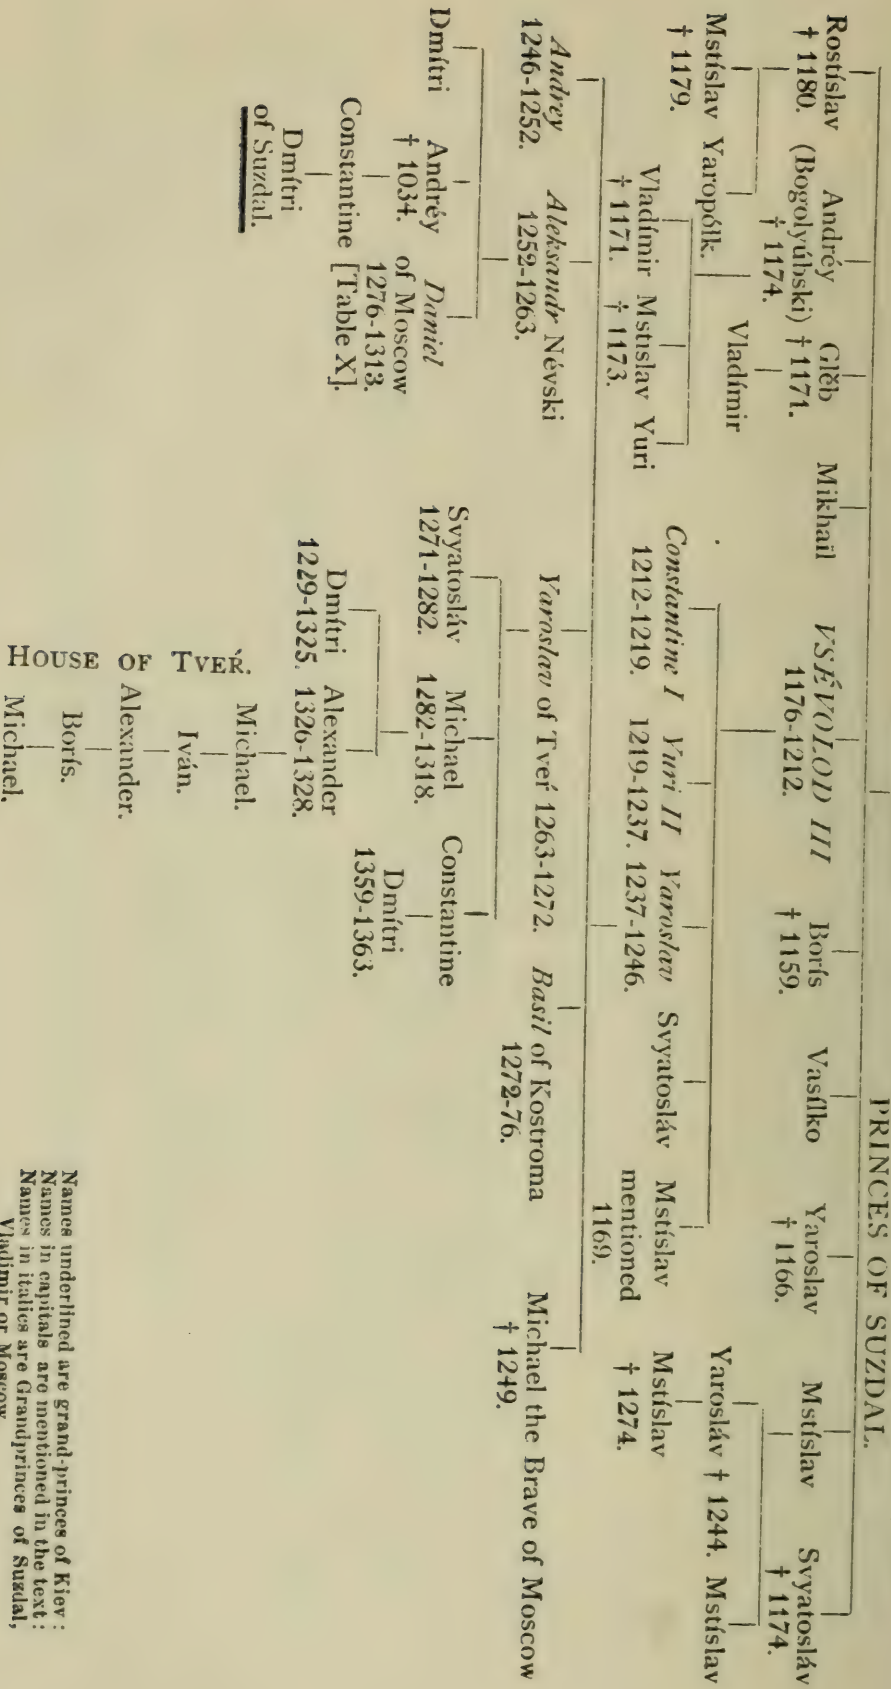 PRINCES OF SUZDAL.
Rostíslav Andréy Glĕb Mikhail VSÉVOLOD III Borís Vasílko Yaroslav Mstíslav Svyatosláv
† 1180. (Bogolyúbski) † 1171. 1176-1212. † 1159. † 1166. † 1174.
† 1174.
Mstíslav Yaropólk. Vladímir Yarosláv † 1244. Mstíslav
† 1179.
Vladímir Mstislav Yuri Constantine I Yuri II Yaroslav Svyatosláv Mstíslav Mstíslav
† 1171. † 1173. 1212-1219. 1219-1237. 1237-1246. mentioned † 1274.
1169.
Andrey Aleksandr Névski Yaroslav of Tveŕ 1263-1272. Basil of Kostroma Michael the Brave of Moscow
1246-1252. 1252-1263. 1272-76. † 1249.
Dmítri Andréy Daniel Svyatosláv Michael Constantine
† 1034. of Moscow 1271-1282. 1282-1318.
1276-1313.
Constantine [Table X]. Dmítri
1359-1363.
Dmítri Dmítri Alexander
of Suzdal. 1229-1325. 1326-1328.
HOUSE OF TVEŔ.
Michael.
Iván.
Alexander.
Borís.
Michael.
Names underlined are grand-princes of Kiev :
Names in capitals are mentioned in the text :
Names in italics are Grandprinces of Suzdal,
Vladimir or Moscow